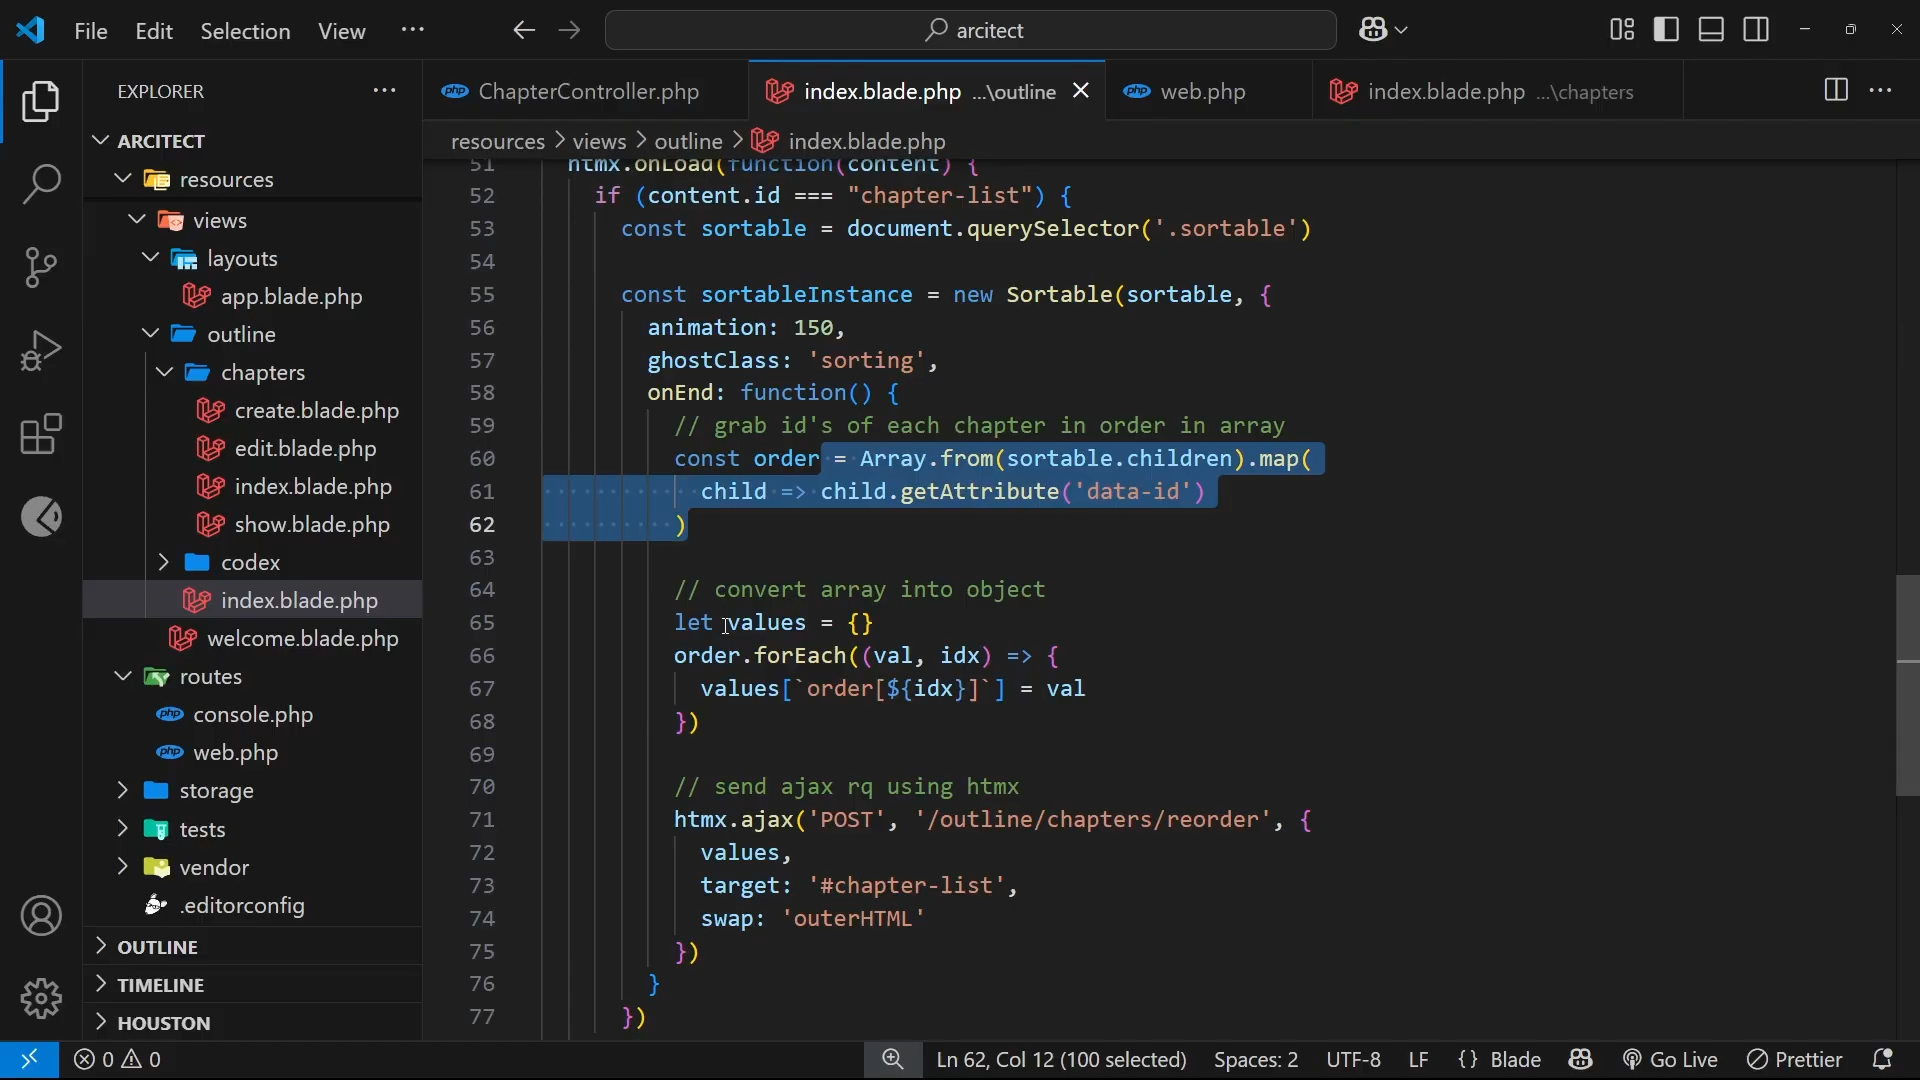 File Edit Selection View ···
arcitect
EXPLORER
ARCITECT
resources
views
layouts
app.blade.php
outline
chapters
create.blade.php
edit.blade.php
index.blade.php
show.blade.php
codex
index.blade.php
welcome.blade.php
routes
console.php
web.php
storage
tests
vendor
.editorconfig
OUTLINE
TIMELINE
HOUSTON
ChapterController.php
index.blade.php ...\outline
web.php
index.blade.php ...\chapters
resources > views > outline > index.blade.php
51 htmx.onLoad(function(content) {
52 if (content.id === "chapter-list") {
53 const sortable = document.querySelector('.sortable')
54
55 const sortableInstance = new Sortable(sortable, {
56 animation: 150,
57 ghostClass: 'sorting',
58 onEnd: function() {
59 // grab id's of each chapter in order in array
60 const order = Array.from(sortable.children).map(
61 child => child.getAttribute('data-id')
62 )
63
64 // convert array into object
65 let values = {}
66 order.forEach((val, idx) => {
67 values[`order[${idx}]`] = val
68 })
69
70 // send ajax rq using htmx
71 htmx.ajax('POST', '/outline/chapters/reorder', {
72 values,
73 target: '#chapter-list',
74 swap: 'outerHTML'
75 })
76 }
77 })
0 0
Ln 62, Col 12 (100 selected) Spaces: 2 UTF-8 LF {} Blade Go Live Prettier